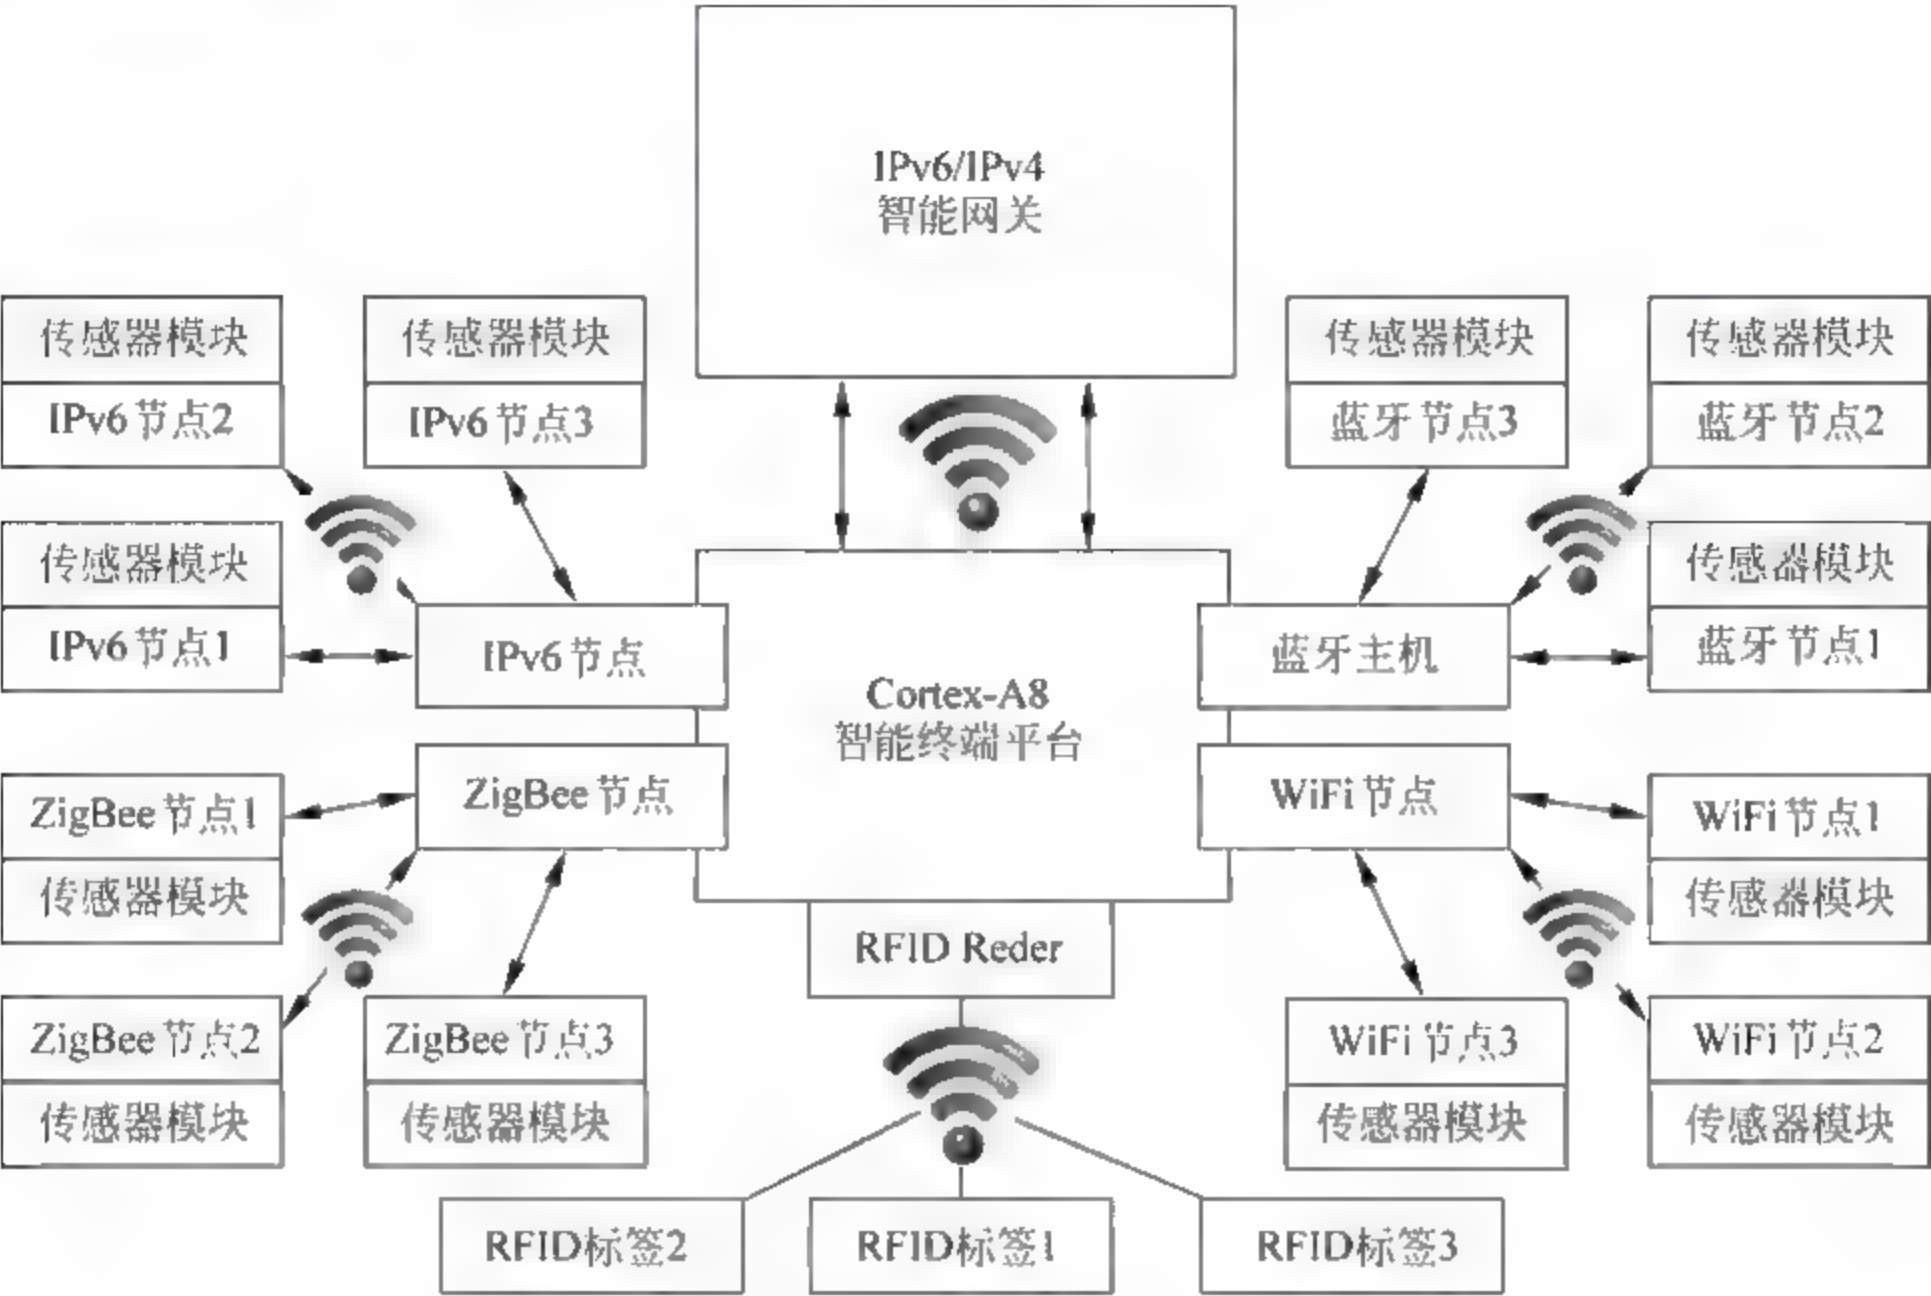 IPv6/IPv4
智能网关
传感器模块
IPv6节点2
传感器模块
IPv6节点3
传感器模块
蓝牙节点3
传感器模块
蓝牙节点2
传感器模块
IPv6节点1
IPv6节点
Cortex-A8
智能终端平台
蓝牙主机
传感器模块
蓝牙节点1
ZigBee节点1
传感器模块
ZigBee节点
WiFi节点
WiFi节点1
传感器模块
RFID Reder
ZigBee节点2
传感器模块
ZigBee节点3
传感器模块
WiFi节点3
传感器模块
WiFi节点2
传感器模块
RFID标签2
RFID标签1
RFID标签3